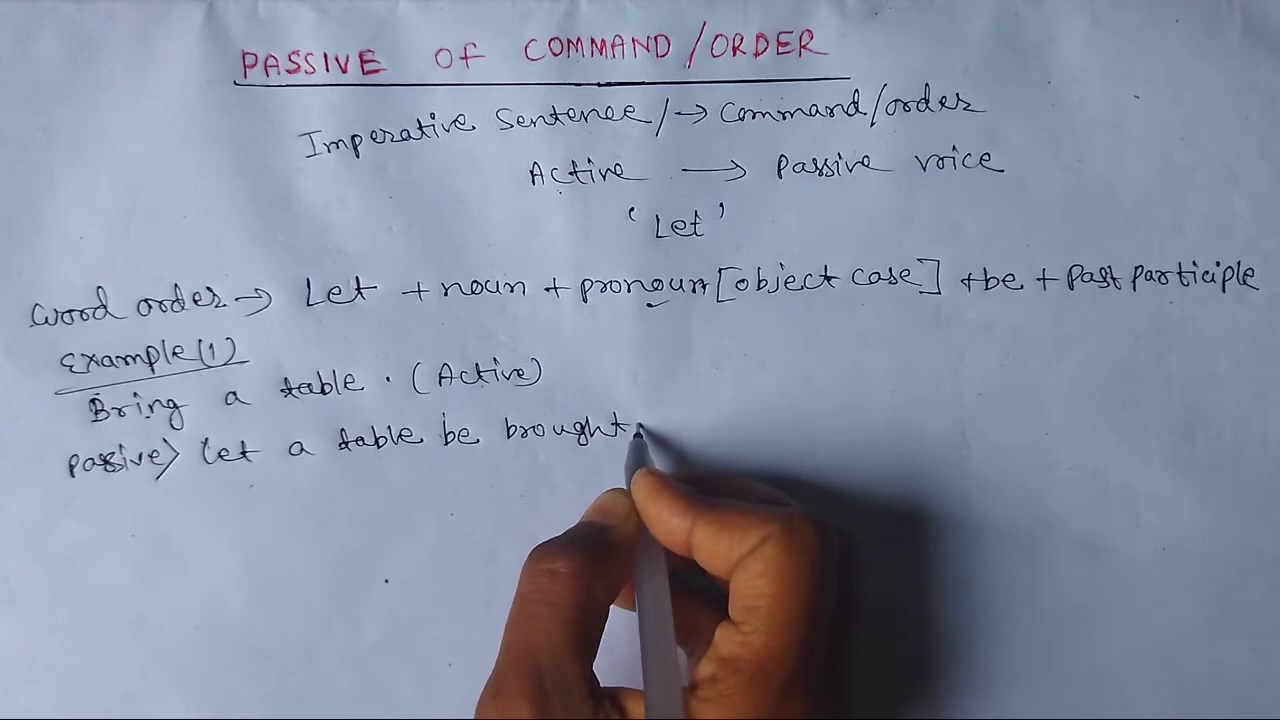 PASSIVE OF COMMAND/ORDER
Imperative Sentence/→ Command/order
Active → Passive voice
'Let'
Word order → Let + noun + pronoun [object case] + be + Past participle
Example (1)
Bring a table. (Active)
Passive> Let a table be brought.